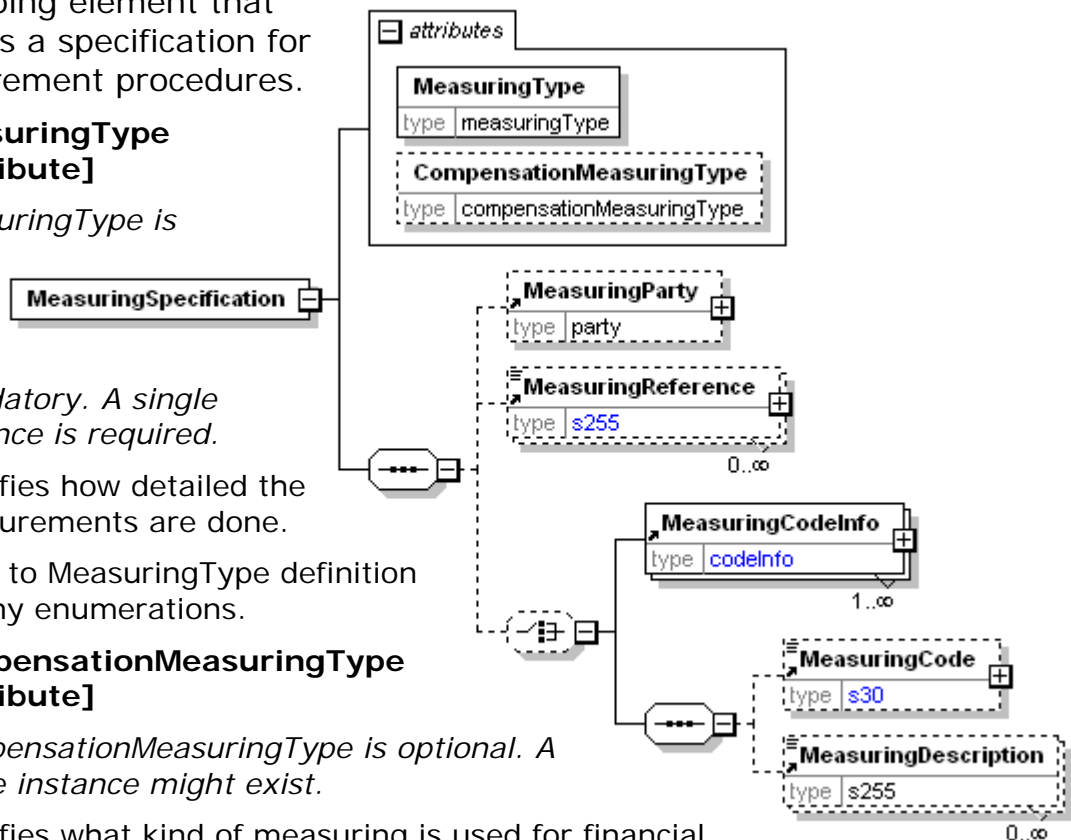 ping element that
s a specification for
rement procedures.
suringType
ibute]
uringType is
datory. A single
nce is required.
fies how detailed the
urements are done.
to MeasuringType definition
ny enumerations.
pensationMeasuringType
ibute]
pensationMeasuringType is optional. A
e instance might exist.
fies what kind of measuring is used for financial
attributes
MeasuringType
type measuringType
CompensationMeasuringType
type compensationMeasuringType
MeasuringSpecification
MeasuringParty
type party
MeasuringReference
type s255
0..∞
MeasuringCodeInfo
type codeInfo
1..∞
MeasuringCode
type s30
MeasuringDescription
type s255
0..∞